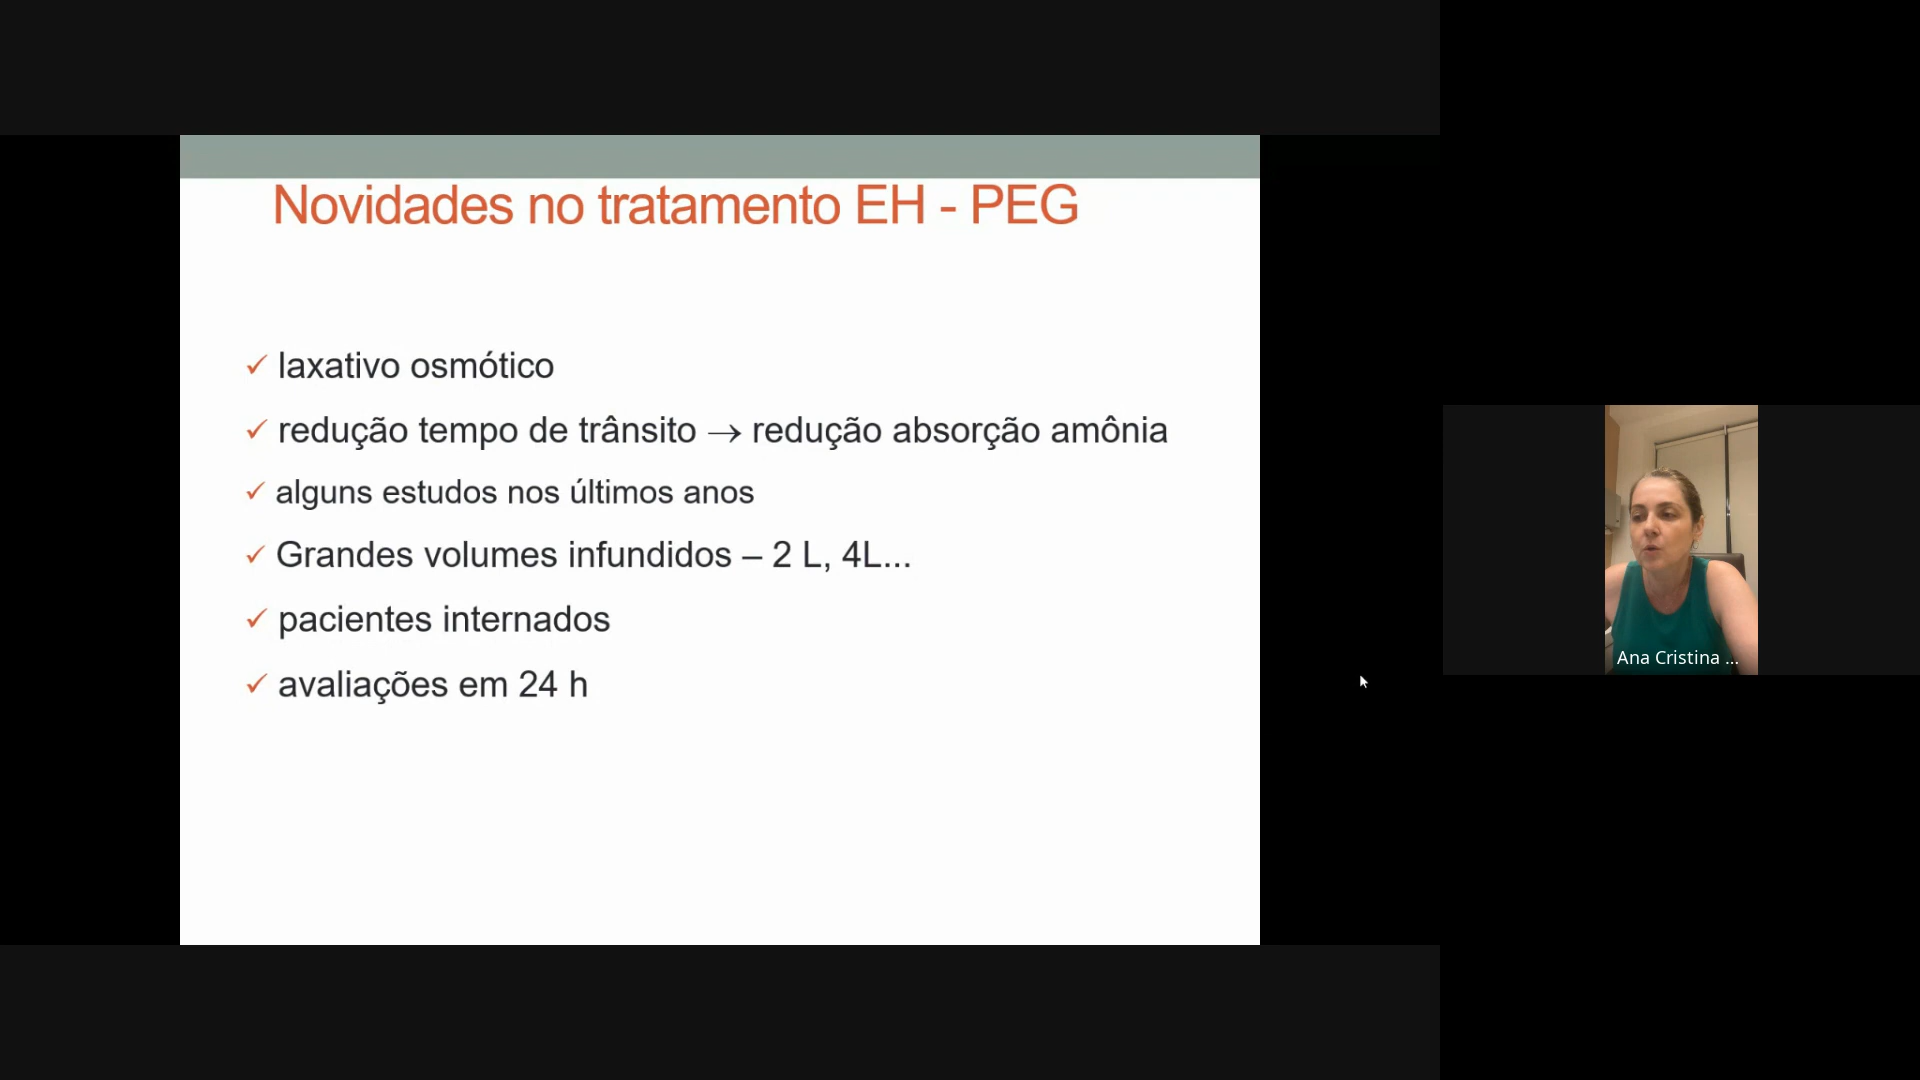 Novidades no tratamento EH - PEG
✓ laxativo osmótico
✓ redução tempo de trânsito → redução absorção amônia
✓ alguns estudos nos últimos anos
✓ Grandes volumes infundidos – 2 L, 4L...
✓ pacientes internados
✓ avaliações em 24 h
Ana Cristina ...